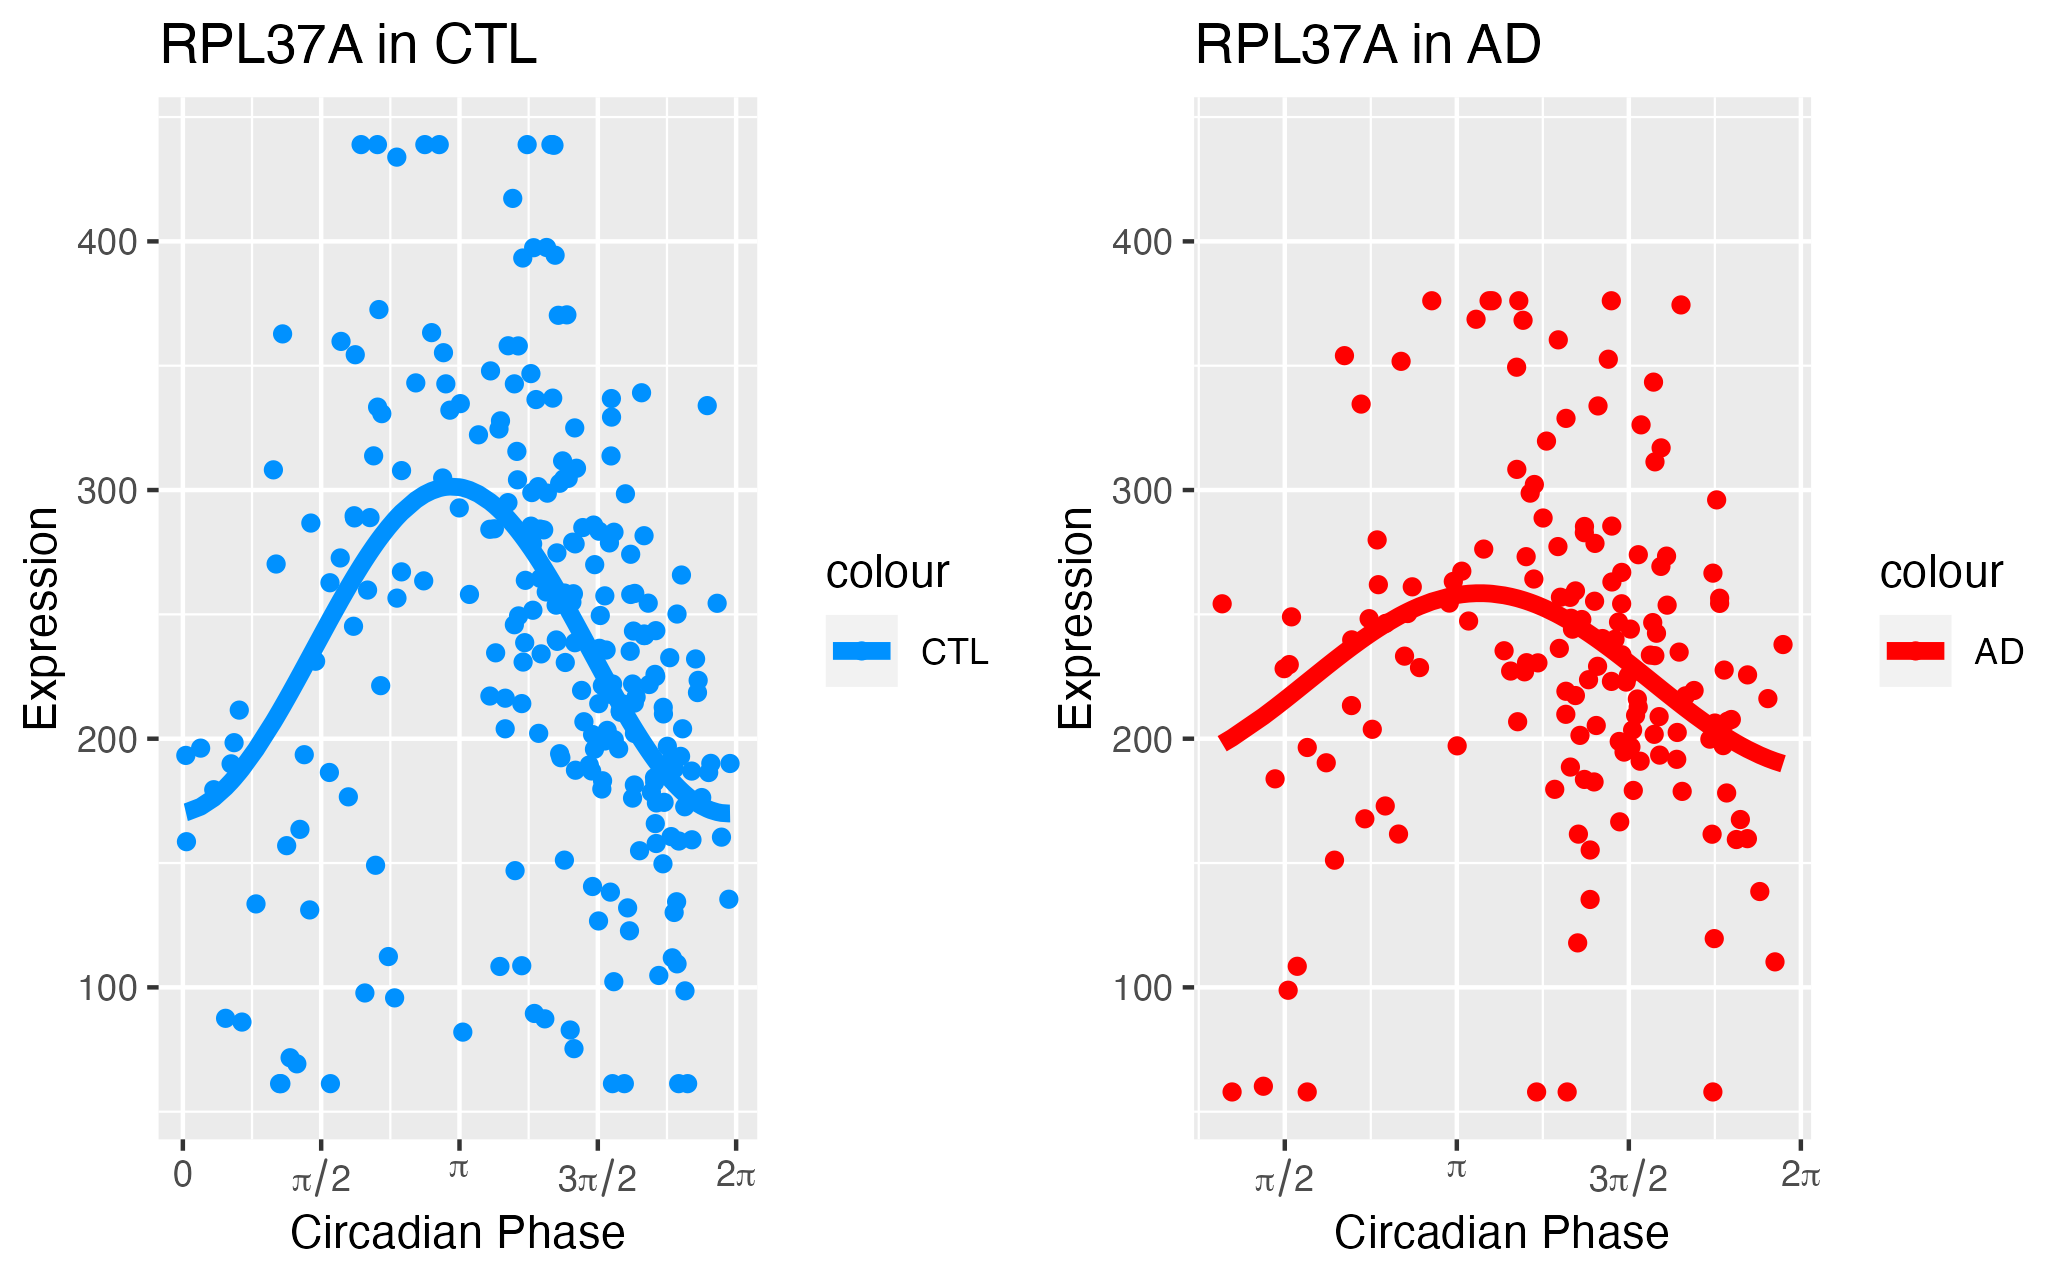 RPL37A in CTL
400
300
200
100
Expression
0
π/2
π
3π/2
2π
Circadian Phase
colour
CTL
RPL37A in AD
400
300
200
100
Expression
π/2
π
3π/2
2π
Circadian Phase
colour
AD